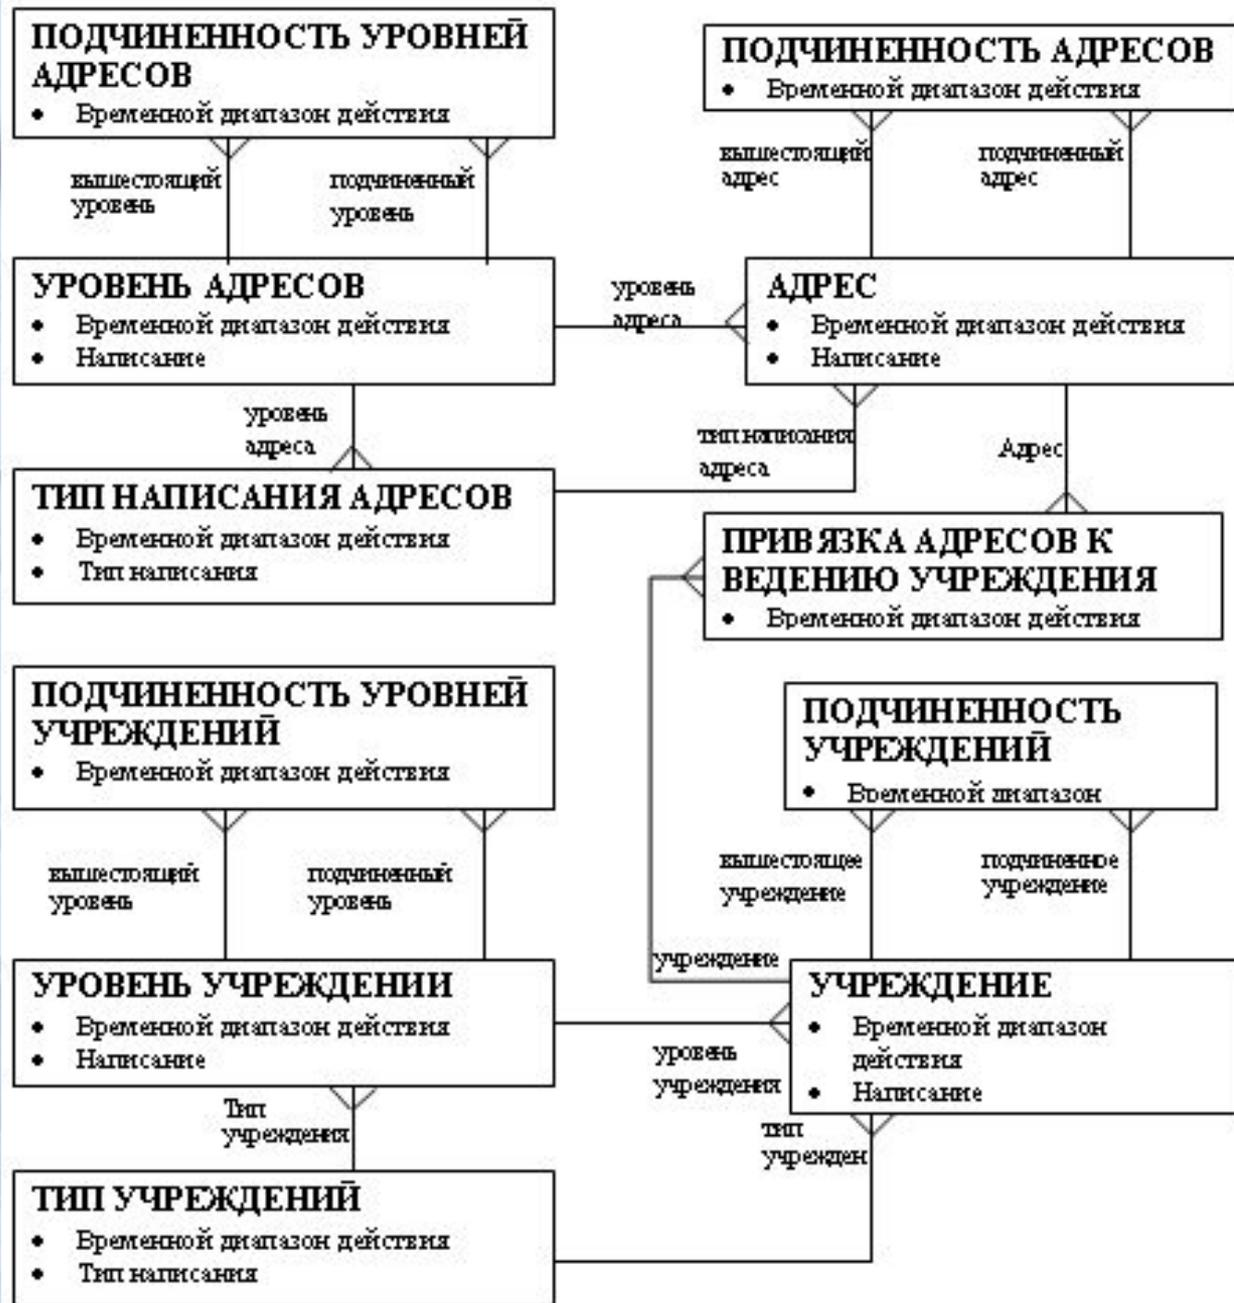 ПОДЧИНЕННОСТЬ УРОВНЕЙ
АДРЕСОВ
• Временной диапазон действия
вышестоящий
уровень
подчиненный
уровень
ПОДЧИНЕННОСТЬ АДРЕСОВ
• Временной диапазон действия
вышестоящий
адрес
подчиненный
адрес
УРОВЕНЬ АДРЕСОВ
• Временной диапазон действия
• Написание
уровень
адреса
АДРЕС
• Временной диапазон действия
• Написание
уровень
адреса
тип написания
адреса
Адрес
ТИП НАПИСАНИЯ АДРЕСОВ
• Временной диапазон действия
• Тип написания
ПРИВЯЗКА АДРЕСОВ К
ВЕДЕНИЮ УЧРЕЖДЕНИЯ
• Временной диапазон действия
ПОДЧИНЕННОСТЬ УРОВНЕЙ
УЧРЕЖДЕНИЙ
• Временной диапазон действия
вышестоящий
уровень
подчиненный
уровень
ПОДЧИНЕННОСТЬ
УЧРЕЖДЕНИЙ
• Временной диапазон
вышестоящее
учреждение
подчиненное
учреждение
учреждение
УРОВЕНЬ УЧРЕЖДЕНИИ
• Временной диапазон действия
• Написание
уровень
учреждения
УЧРЕЖДЕНИЕ
• Временной диапазон
действия
• Написание
Тип
учреждения
тип
учрежден
ТИП УЧРЕЖДЕНИЙ
• Временной диапазон действия
• Тип написания